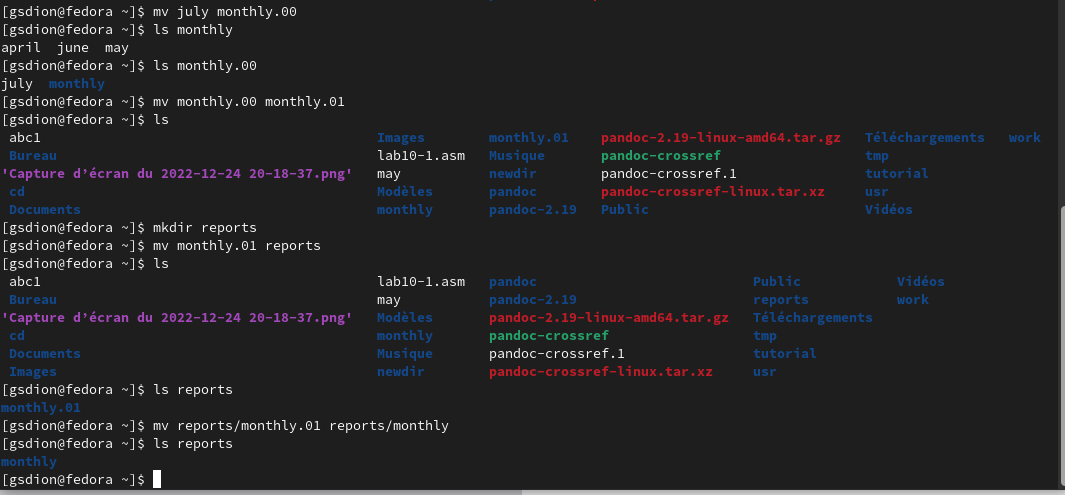 [gsdion@fedora ~]$ mv july monthly.00
[gsdion@fedora ~]$ ls monthly
april  june  may
[gsdion@fedora ~]$ ls monthly.00
july  monthly
[gsdion@fedora ~]$ mv monthly.00 monthly.01
[gsdion@fedora ~]$ ls
abc1 Images monthly.01 pandoc-2.19-linux-amd64.tar.gz Téléchargements work
Bureau lab10-1.asm Musique pandoc-crossref tmp
'Capture d’écran du 2022-12-24 20-18-37.png' may newdir pandoc-crossref.1 tutorial
cd Modèles pandoc pandoc-crossref-linux.tar.xz usr
Documents monthly pandoc-2.19 Public Vidéos
[gsdion@fedora ~]$ mkdir reports
[gsdion@fedora ~]$ mv monthly.01 reports
[gsdion@fedora ~]$ ls
abc1 lab10-1.asm pandoc Public Vidéos
Bureau may pandoc-2.19 reports work
'Capture d’écran du 2022-12-24 20-18-37.png' Modèles pandoc-2.19-linux-amd64.tar.gz Téléchargements
cd monthly pandoc-crossref tmp
Documents Musique pandoc-crossref.1 tutorial
Images newdir pandoc-crossref-linux.tar.xz usr
[gsdion@fedora ~]$ ls reports
monthly.01
[gsdion@fedora ~]$ mv reports/monthly.01 reports/monthly
[gsdion@fedora ~]$ ls reports
monthly
[gsdion@fedora ~]$